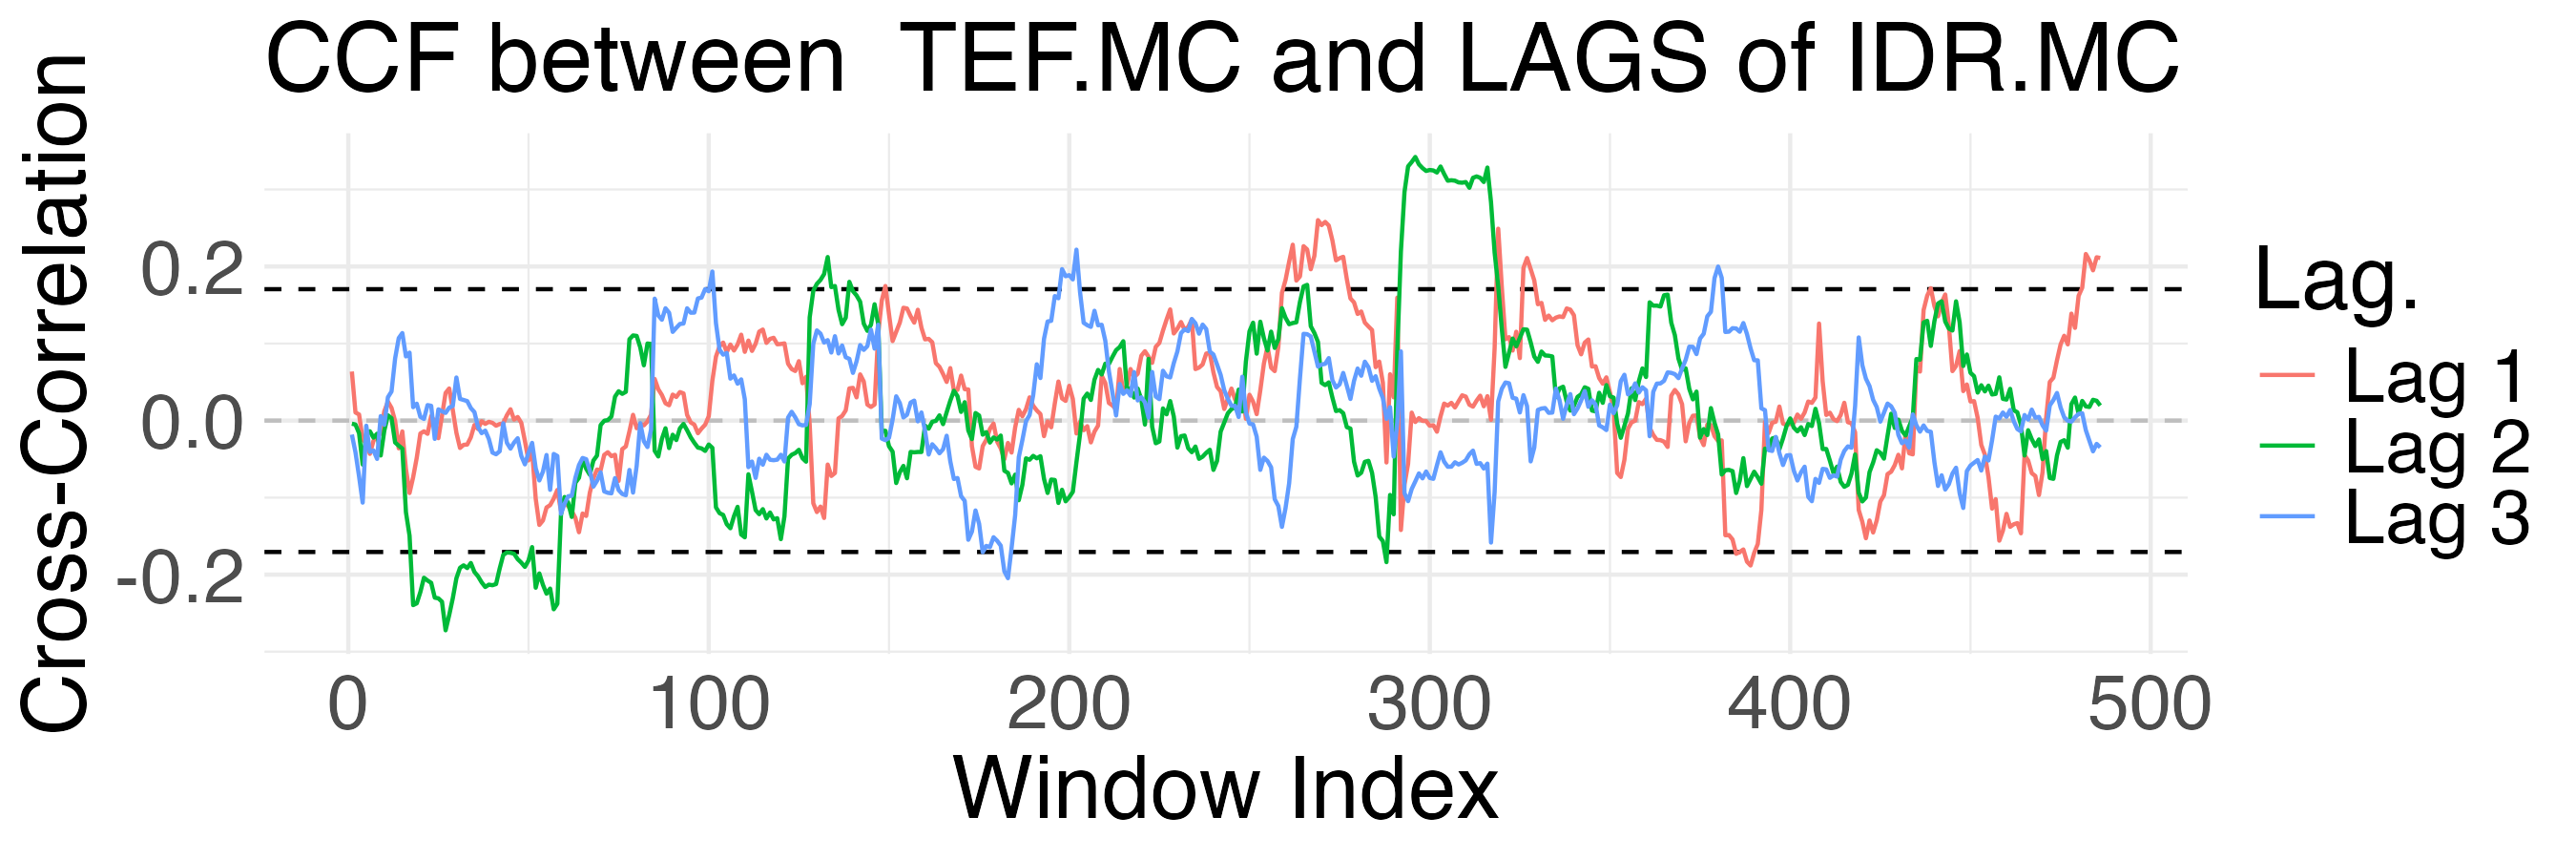 CCF between  TEF.MC and LAGS of IDR.MC
Cross-Correlation
0.2
0.0
-0.2
0 100 200 300 400 500
Window Index
Lag.
Lag 1
Lag 2
Lag 3